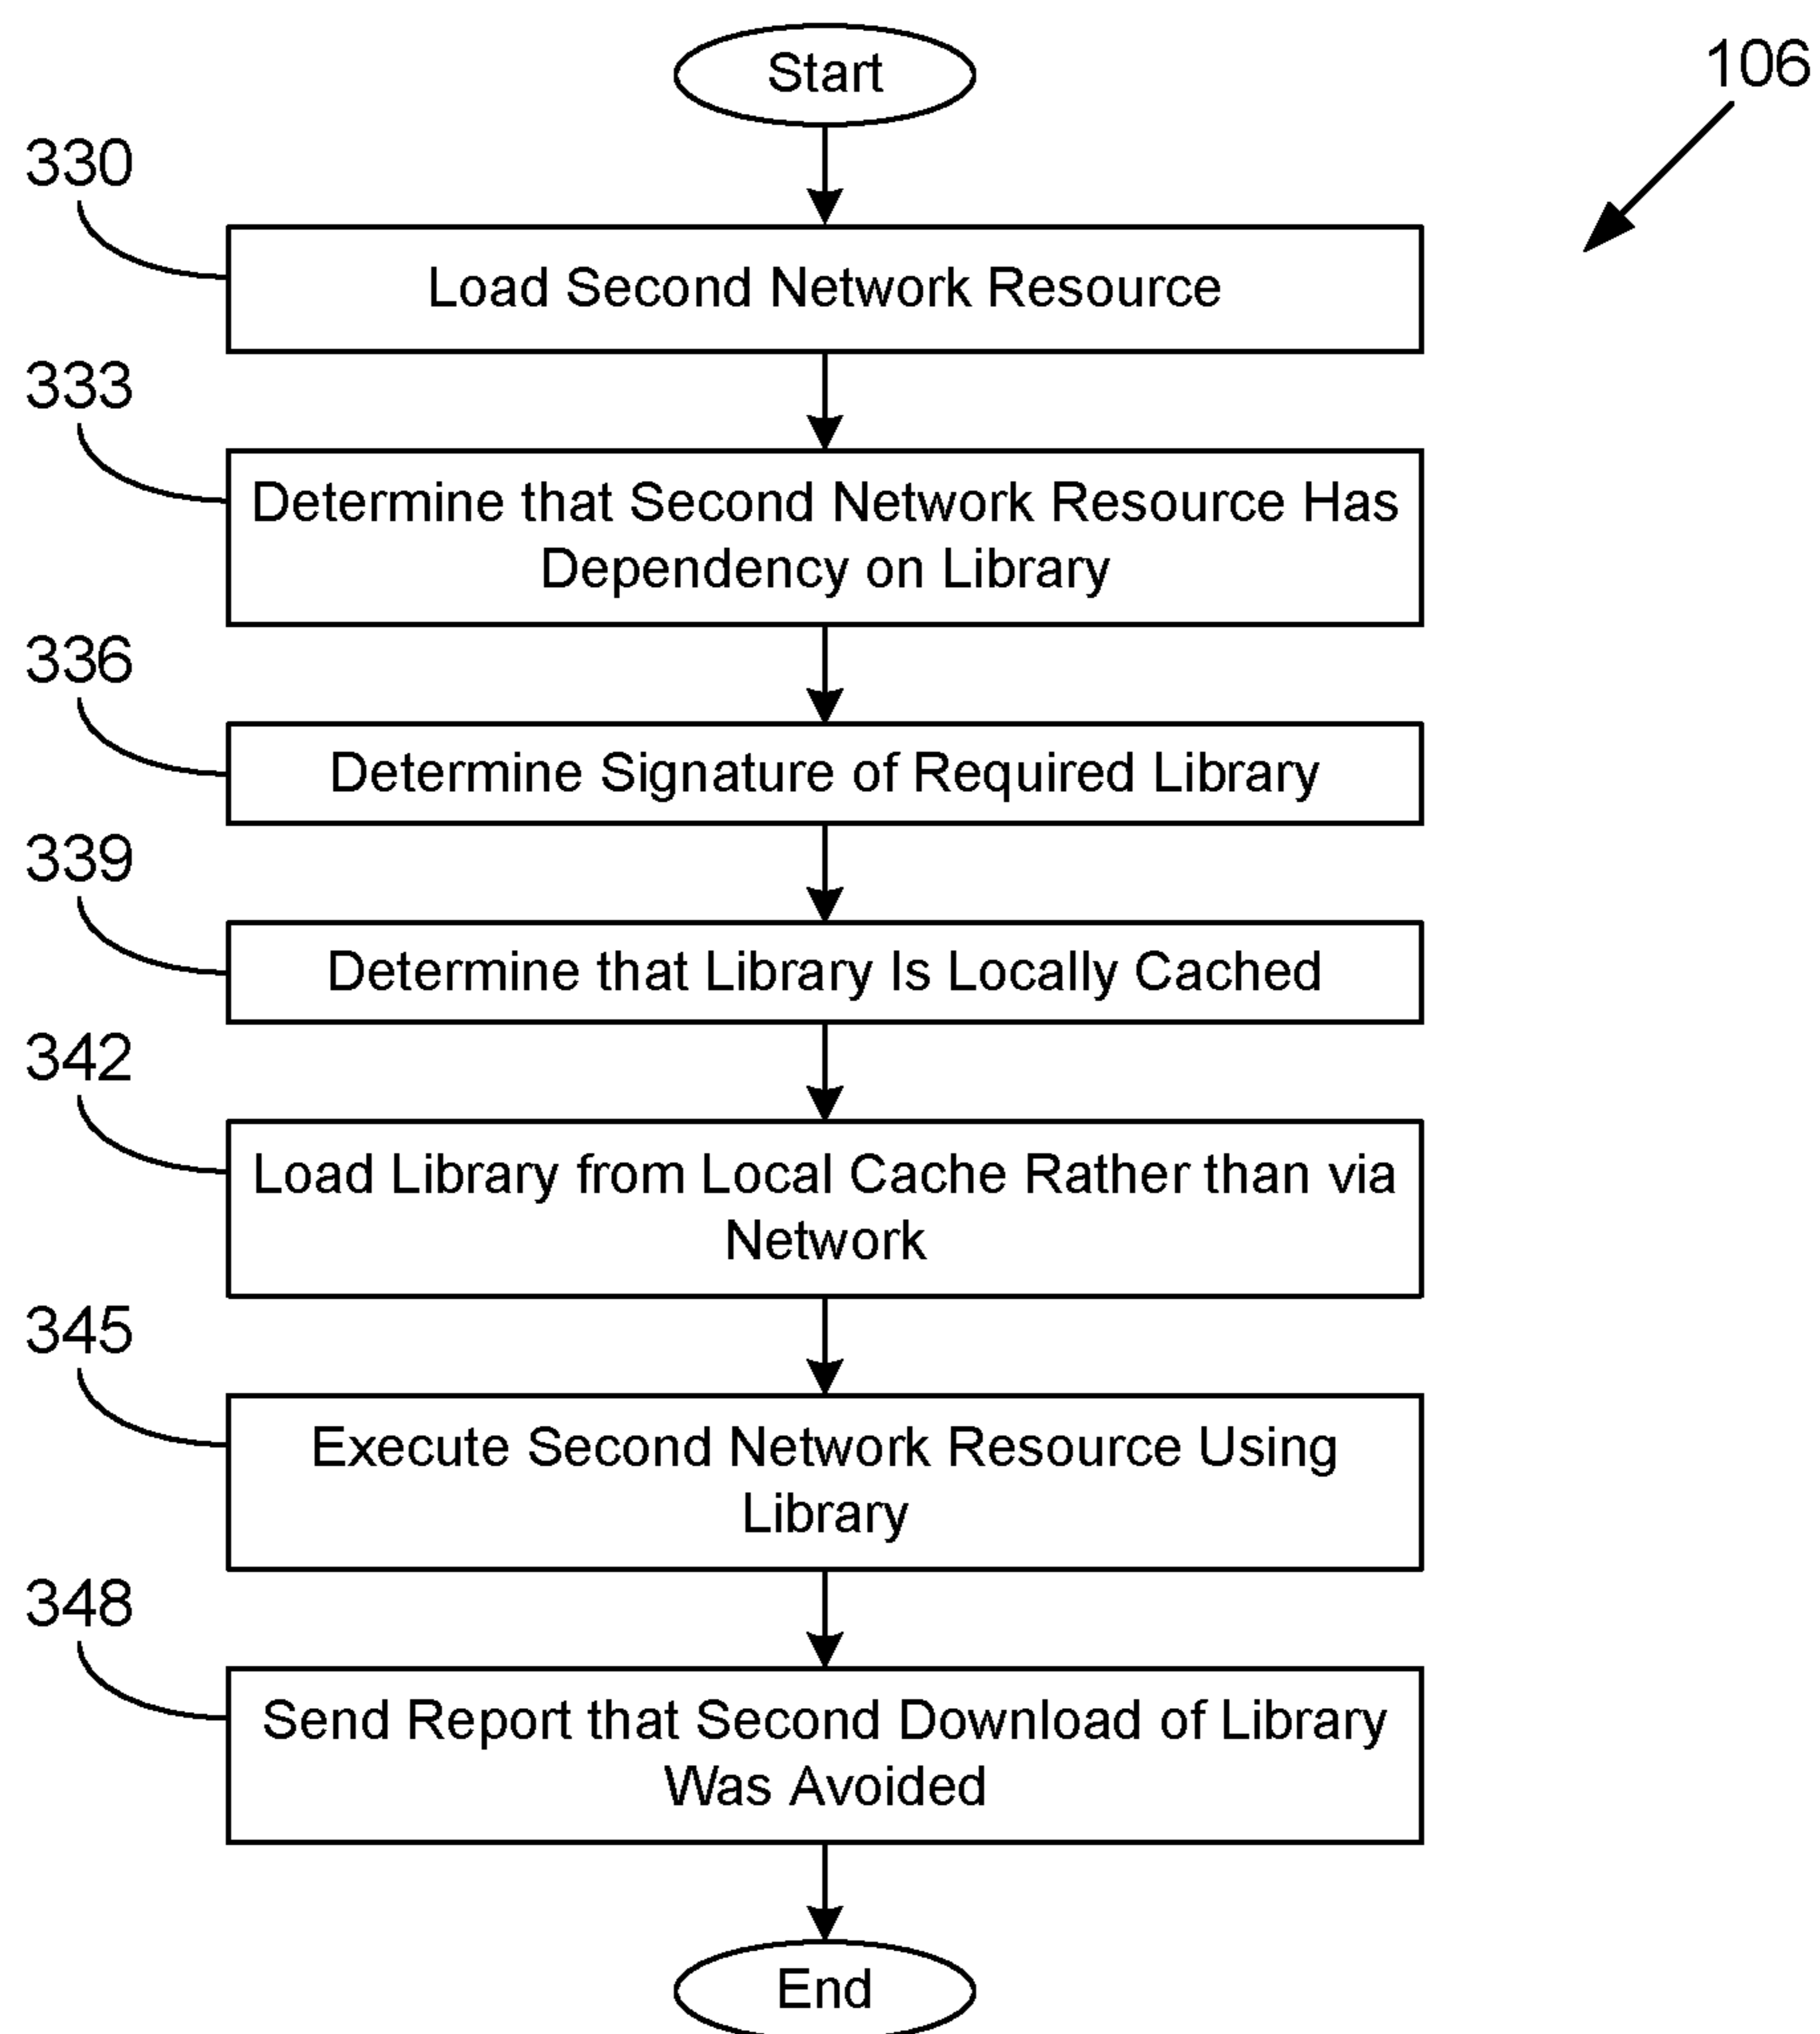 Start
106
330
Load Second Network Resource
333
Determine that Second Network Resource Has
Dependency on Library
336
Determine Signature of Required Library
339
Determine that Library Is Locally Cached
342
Load Library from Local Cache Rather than via
Network
345
Execute Second Network Resource Using
Library
348
Send Report that Second Download of Library
Was Avoided
End